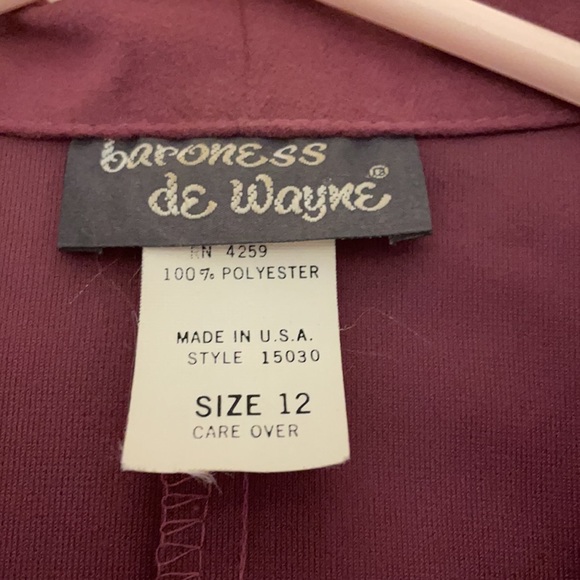 baroness
de Wayne ®
RN 4259
100% POLYESTER
MADE IN U.S.A.
STYLE 15030
SIZE 12
CARE OVER